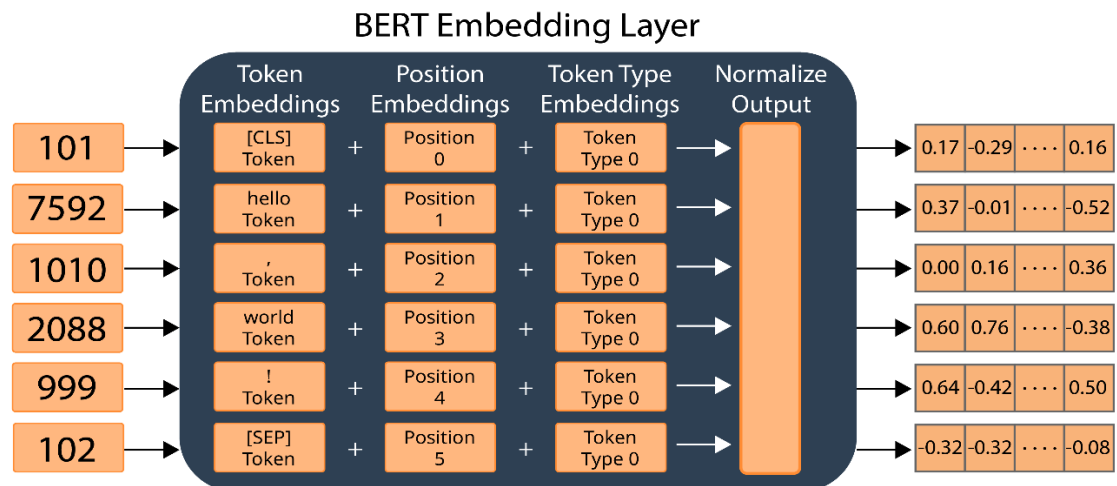 BERT Embedding Layer
Token Embeddings
Position Embeddings
Token Type Embeddings
Normalize Output
101
[CLS] Token
+
Position 0
+
Token Type 0
0.17 -0.29 .... 0.16
7592
hello Token
+
Position 1
+
Token Type 0
0.37 -0.01 .... -0.52
1010
, Token
+
Position 2
+
Token Type 0
0.00 0.16 .... 0.36
2088
world Token
+
Position 3
+
Token Type 0
0.60 0.76 .... -0.38
999
! Token
+
Position 4
+
Token Type 0
0.64 -0.42 .... 0.50
102
[SEP] Token
+
Position 5
+
Token Type 0
-0.32 -0.32 .... -0.08